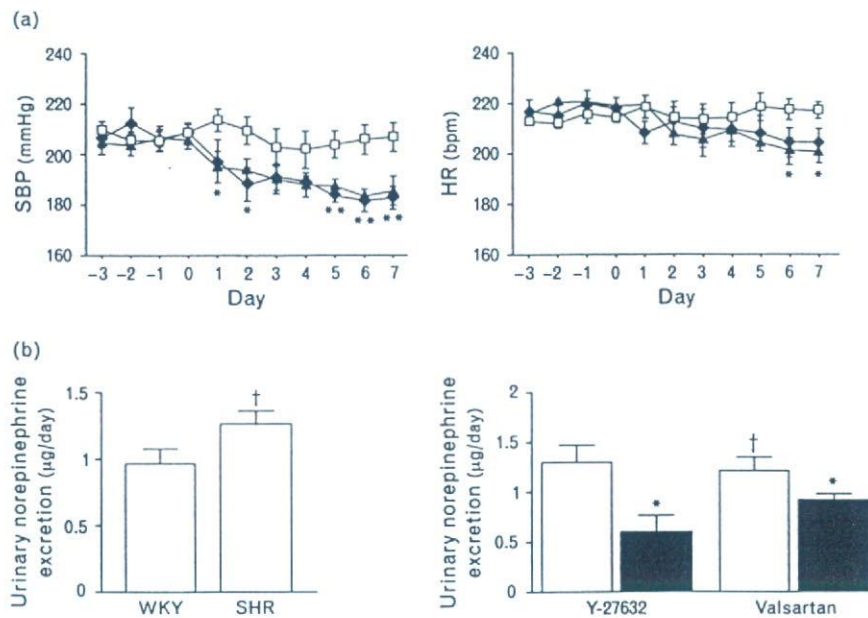 (a)
SBP (mmHg)
240
220
200
180
160
* * ** ** **
-3 -2 -1 0 1 2 3 4 5 6 7
Day
HR (bpm)
240
220
200
180
160
* *
-3 -2 -1 0 1 2 3 4 5 6 7
Day
(b)
Urinary norepinephrine
excretion (µg/day)
1.5
1
0.5
0
†
WKY SHR
Urinary norepinephrine
excretion (µg/day)
2
1.5
1
0.5
0
* † *
Y-27632 Valsartan